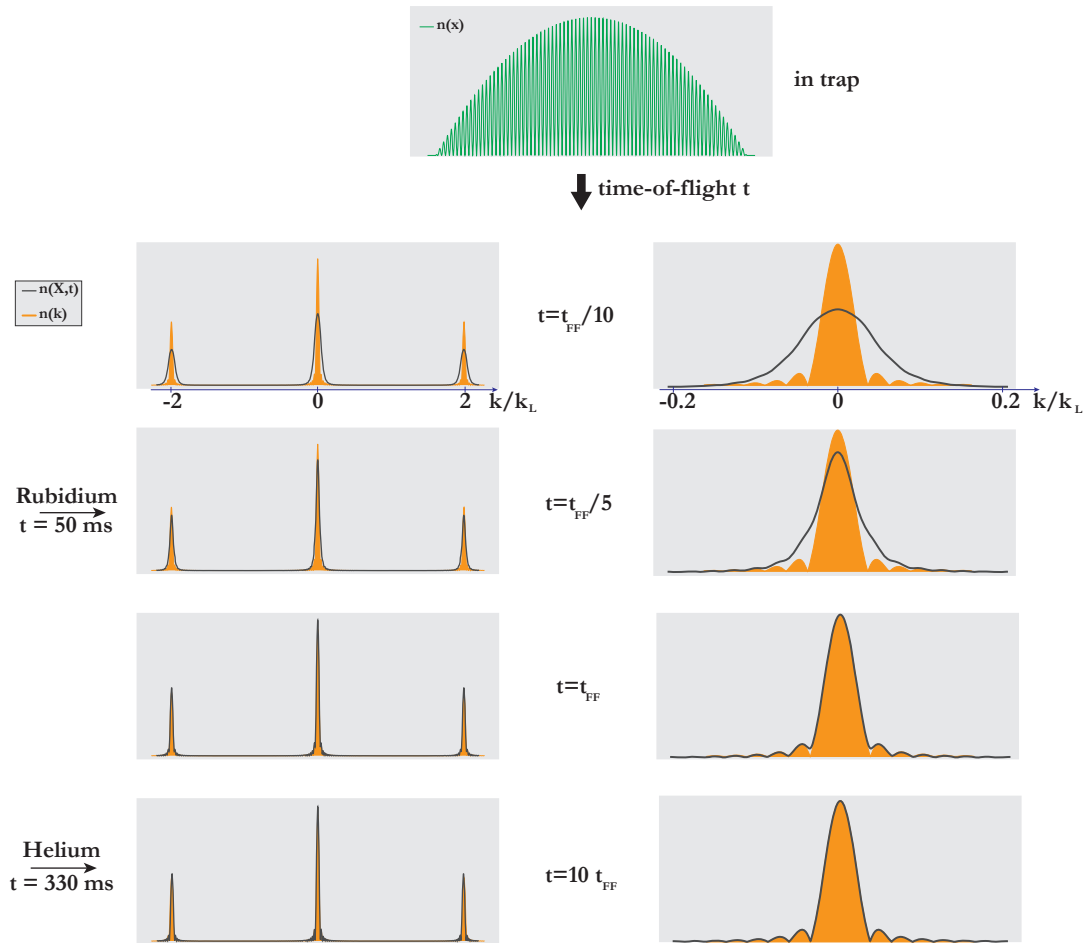 n(x)
in trap
time-of-flight t
n(X,t)
n(k)
t=t_FF/10
-2 0 2 k/k_L
-0.2 0 0.2 k/k_L
Rubidium
t = 50 ms
t=t_FF/5
t=t_FF
Helium
t = 330 ms
t=10 t_FF